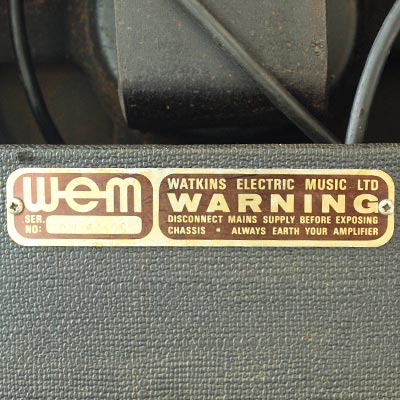 wem
SER.
NO:
WATKINS ELECTRIC MUSIC LTD
WARNING
DISCONNECT MAINS SUPPLY BEFORE EXPOSING
CHASSIS • ALWAYS EARTH YOUR AMPLIFIER